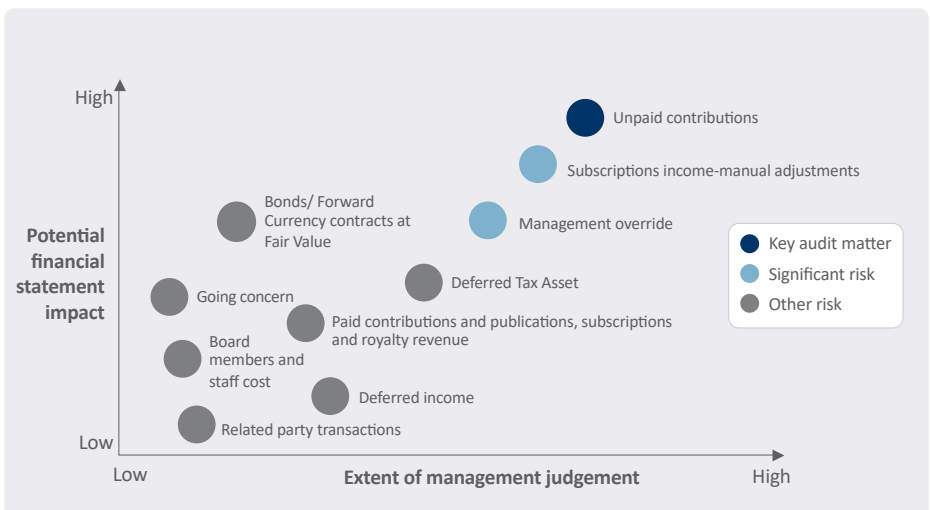 High
Unpaid contributions
Subscriptions income-manual adjustments
Bonds/ Forward
Currency contracts at
Fair Value
Management override
Potential
financial
statement
impact
Key audit matter
Significant risk
Other risk
Deferred Tax Asset
Going concern
Paid contributions and publications, subscriptions
and royalty revenue
Board
members and
staff cost
Deferred income
Related party transactions
Low
Low
Extent of management judgement
High